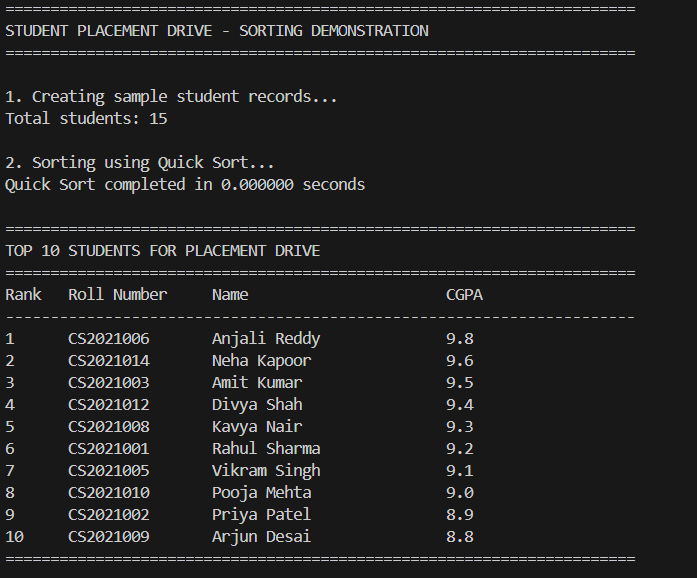 ======================================================================
STUDENT PLACEMENT DRIVE - SORTING DEMONSTRATION
======================================================================
1. Creating sample student records...
Total students: 15
2. Sorting using Quick Sort...
Quick Sort completed in 0.000000 seconds
======================================================================
TOP 10 STUDENTS FOR PLACEMENT DRIVE
======================================================================
Rank   Roll Number     Name                      CGPA
----------------------------------------------------------------------
1      CS2021006       Anjali Reddy              9.8
2      CS2021014       Neha Kapoor               9.6
3      CS2021003       Amit Kumar                9.5
4      CS2021012       Divya Shah                9.4
5      CS2021008       Kavya Nair                9.3
6      CS2021001       Rahul Sharma              9.2
7      CS2021005       Vikram Singh              9.1
8      CS2021010       Pooja Mehta               9.0
9      CS2021002       Priya Patel               8.9
10     CS2021009       Arjun Desai               8.8
======================================================================